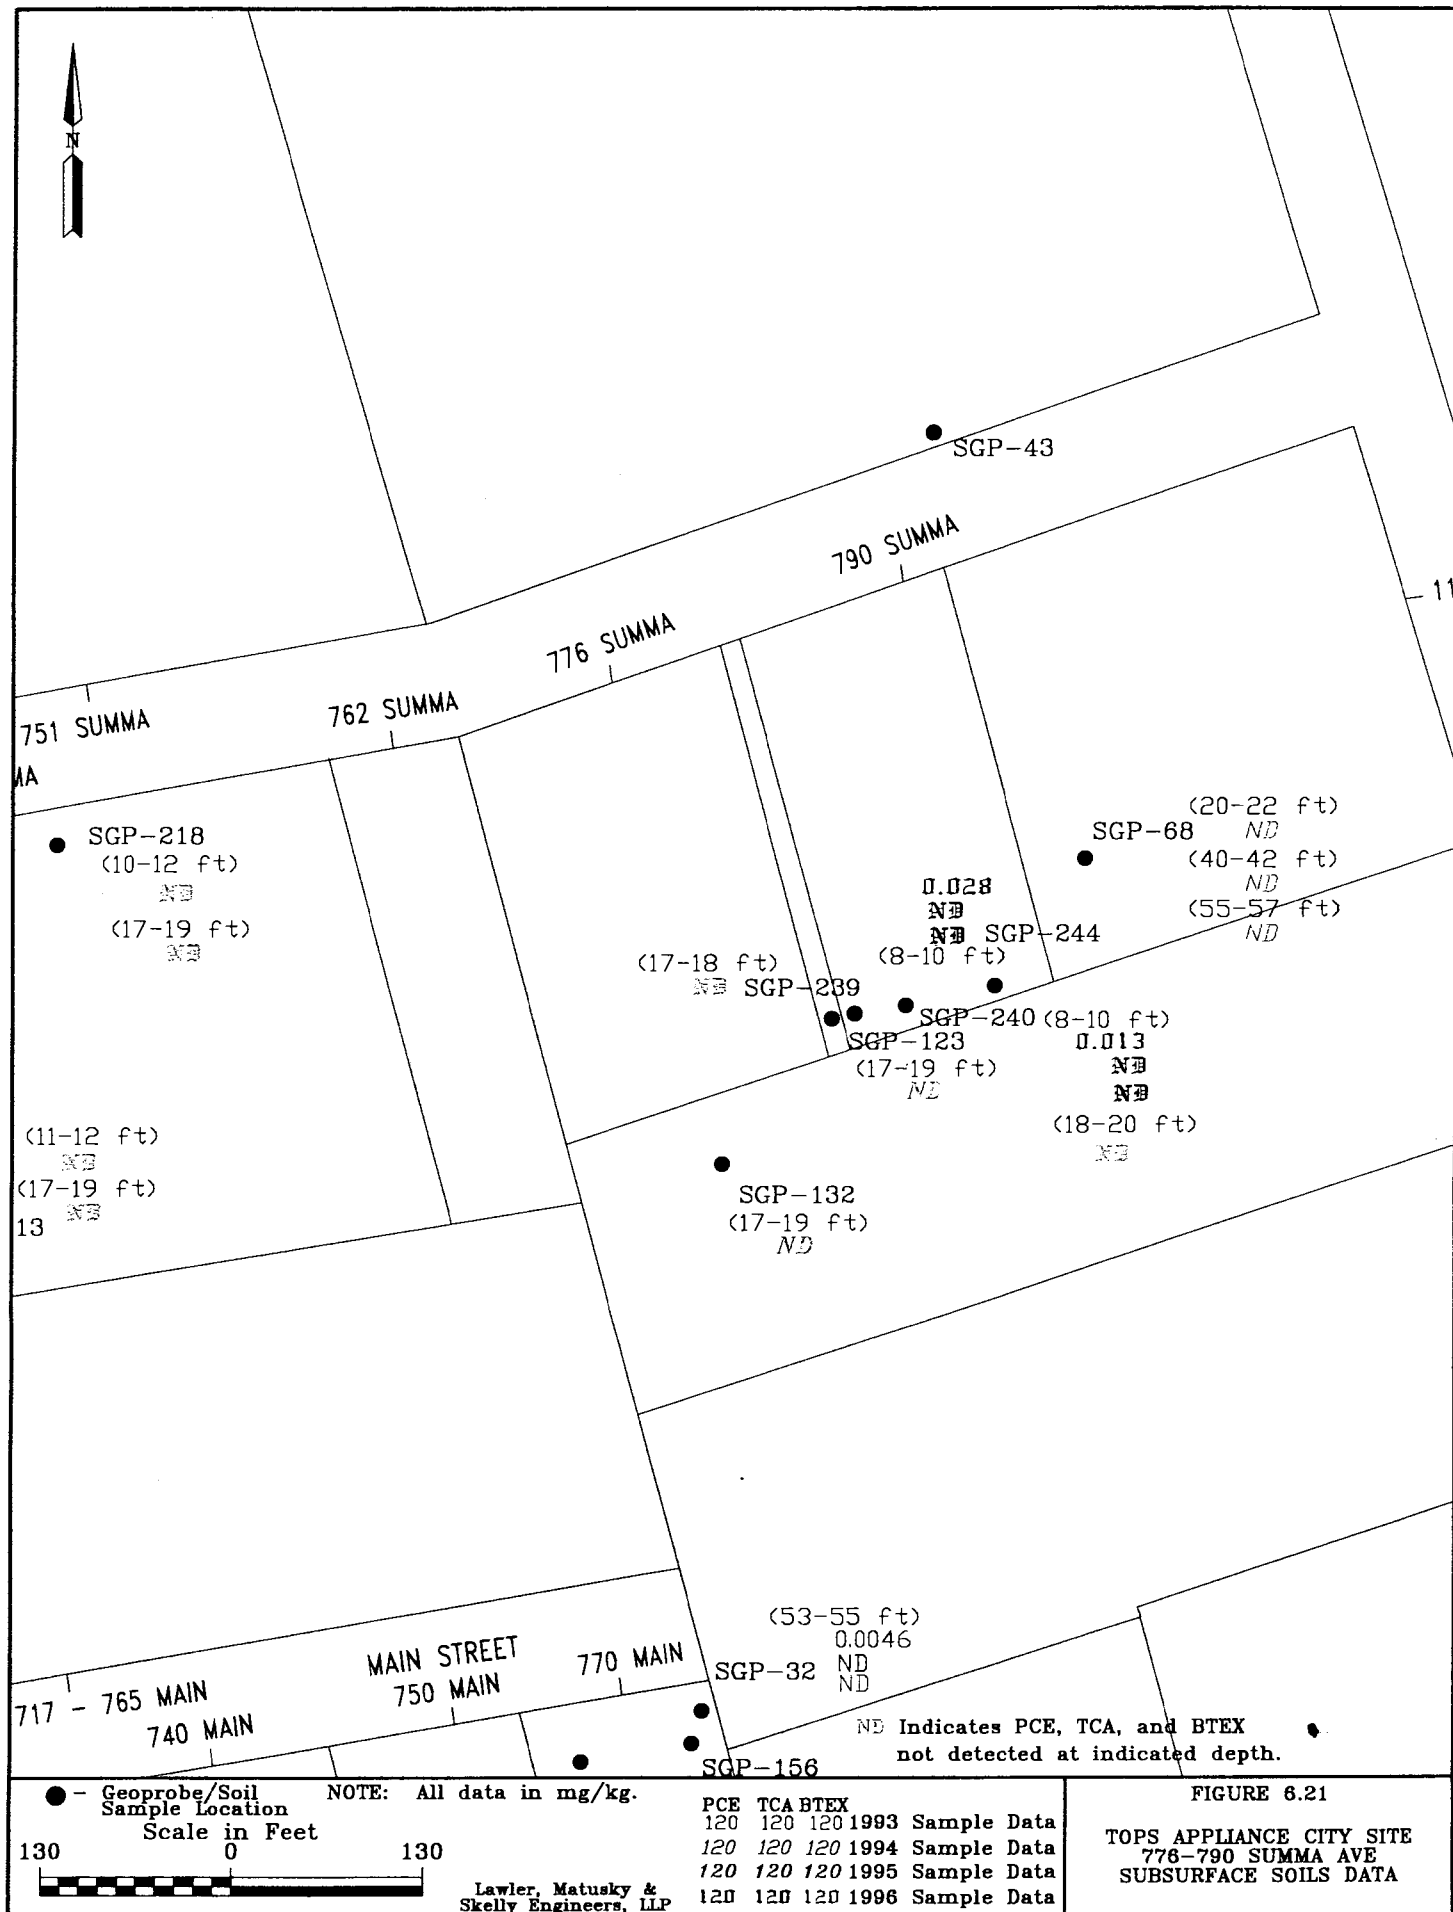 N
SGP-43
790 SUMMA
11
776 SUMMA
762 SUMMA
751 SUMMA
MA
SGP-218
(10-12 ft)
ND
(17-19 ft)
ND
(20-22 ft)
SGP-68
ND
(40-42 ft)
ND
(55-57 ft)
ND
0.028
ND
ND
SGP-244
(8-10 ft)
(17-18 ft)
ND
SGP-239
SGP-240
(8-10 ft)
SGP-123
0.013
(17-19 ft)
ND
ND
ND
(18-20 ft)
ND
(11-12 ft)
ND
(17-19 ft)
ND
13
SGP-132
(17-19 ft)
ND
(53-55 ft)
0.0046
SGP-32
ND
ND
MAIN STREET
770 MAIN
750 MAIN
717 - 765 MAIN
740 MAIN
SGP-156
ND Indicates PCE, TCA, and BTEX
not detected at indicated depth.
- Geoprobe/Soil
Sample Location
NOTE: All data in mg/kg.
Scale in Feet
130 0 130
Lawler, Matusky &
Skelly Engineers, LLP
PCE TCA BTEX
120 120 120 1993 Sample Data
120 120 120 1994 Sample Data
120 120 120 1995 Sample Data
120 120 120 1996 Sample Data
FIGURE 6.21
TOPS APPLIANCE CITY SITE
776-790 SUMMA AVE
SUBSURFACE SOILS DATA